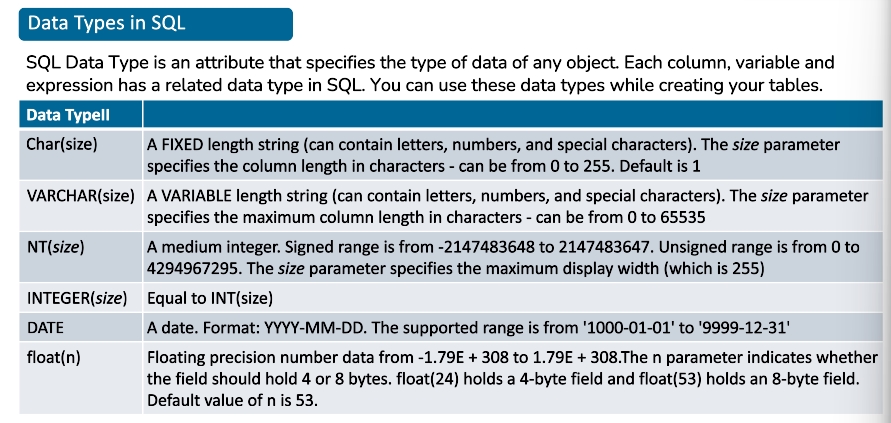 Data Types in SQL
SQL Data Type is an attribute that specifies the type of data of any object. Each column, variable and
expression has a related data type in SQL. You can use these data types while creating your tables.
Data Typell
Char(size) A FIXED length string (can contain letters, numbers, and special characters). The size parameter
specifies the column length in characters - can be from 0 to 255. Default is 1
VARCHAR(size) A VARIABLE length string (can contain letters, numbers, and special characters). The size parameter
specifies the maximum column length in characters - can be from 0 to 65535
NT(size) A medium integer. Signed range is from -2147483648 to 2147483647. Unsigned range is from 0 to
4294967295. The size parameter specifies the maximum display width (which is 255)
INTEGER(size) Equal to INT(size)
DATE A date. Format: YYYY-MM-DD. The supported range is from '1000-01-01' to '9999-12-31'
float(n) Floating precision number data from -1.79E + 308 to 1.79E + 308.The n parameter indicates whether
the field should hold 4 or 8 bytes. float(24) holds a 4-byte field and float(53) holds an 8-byte field.
Default value of n is 53.